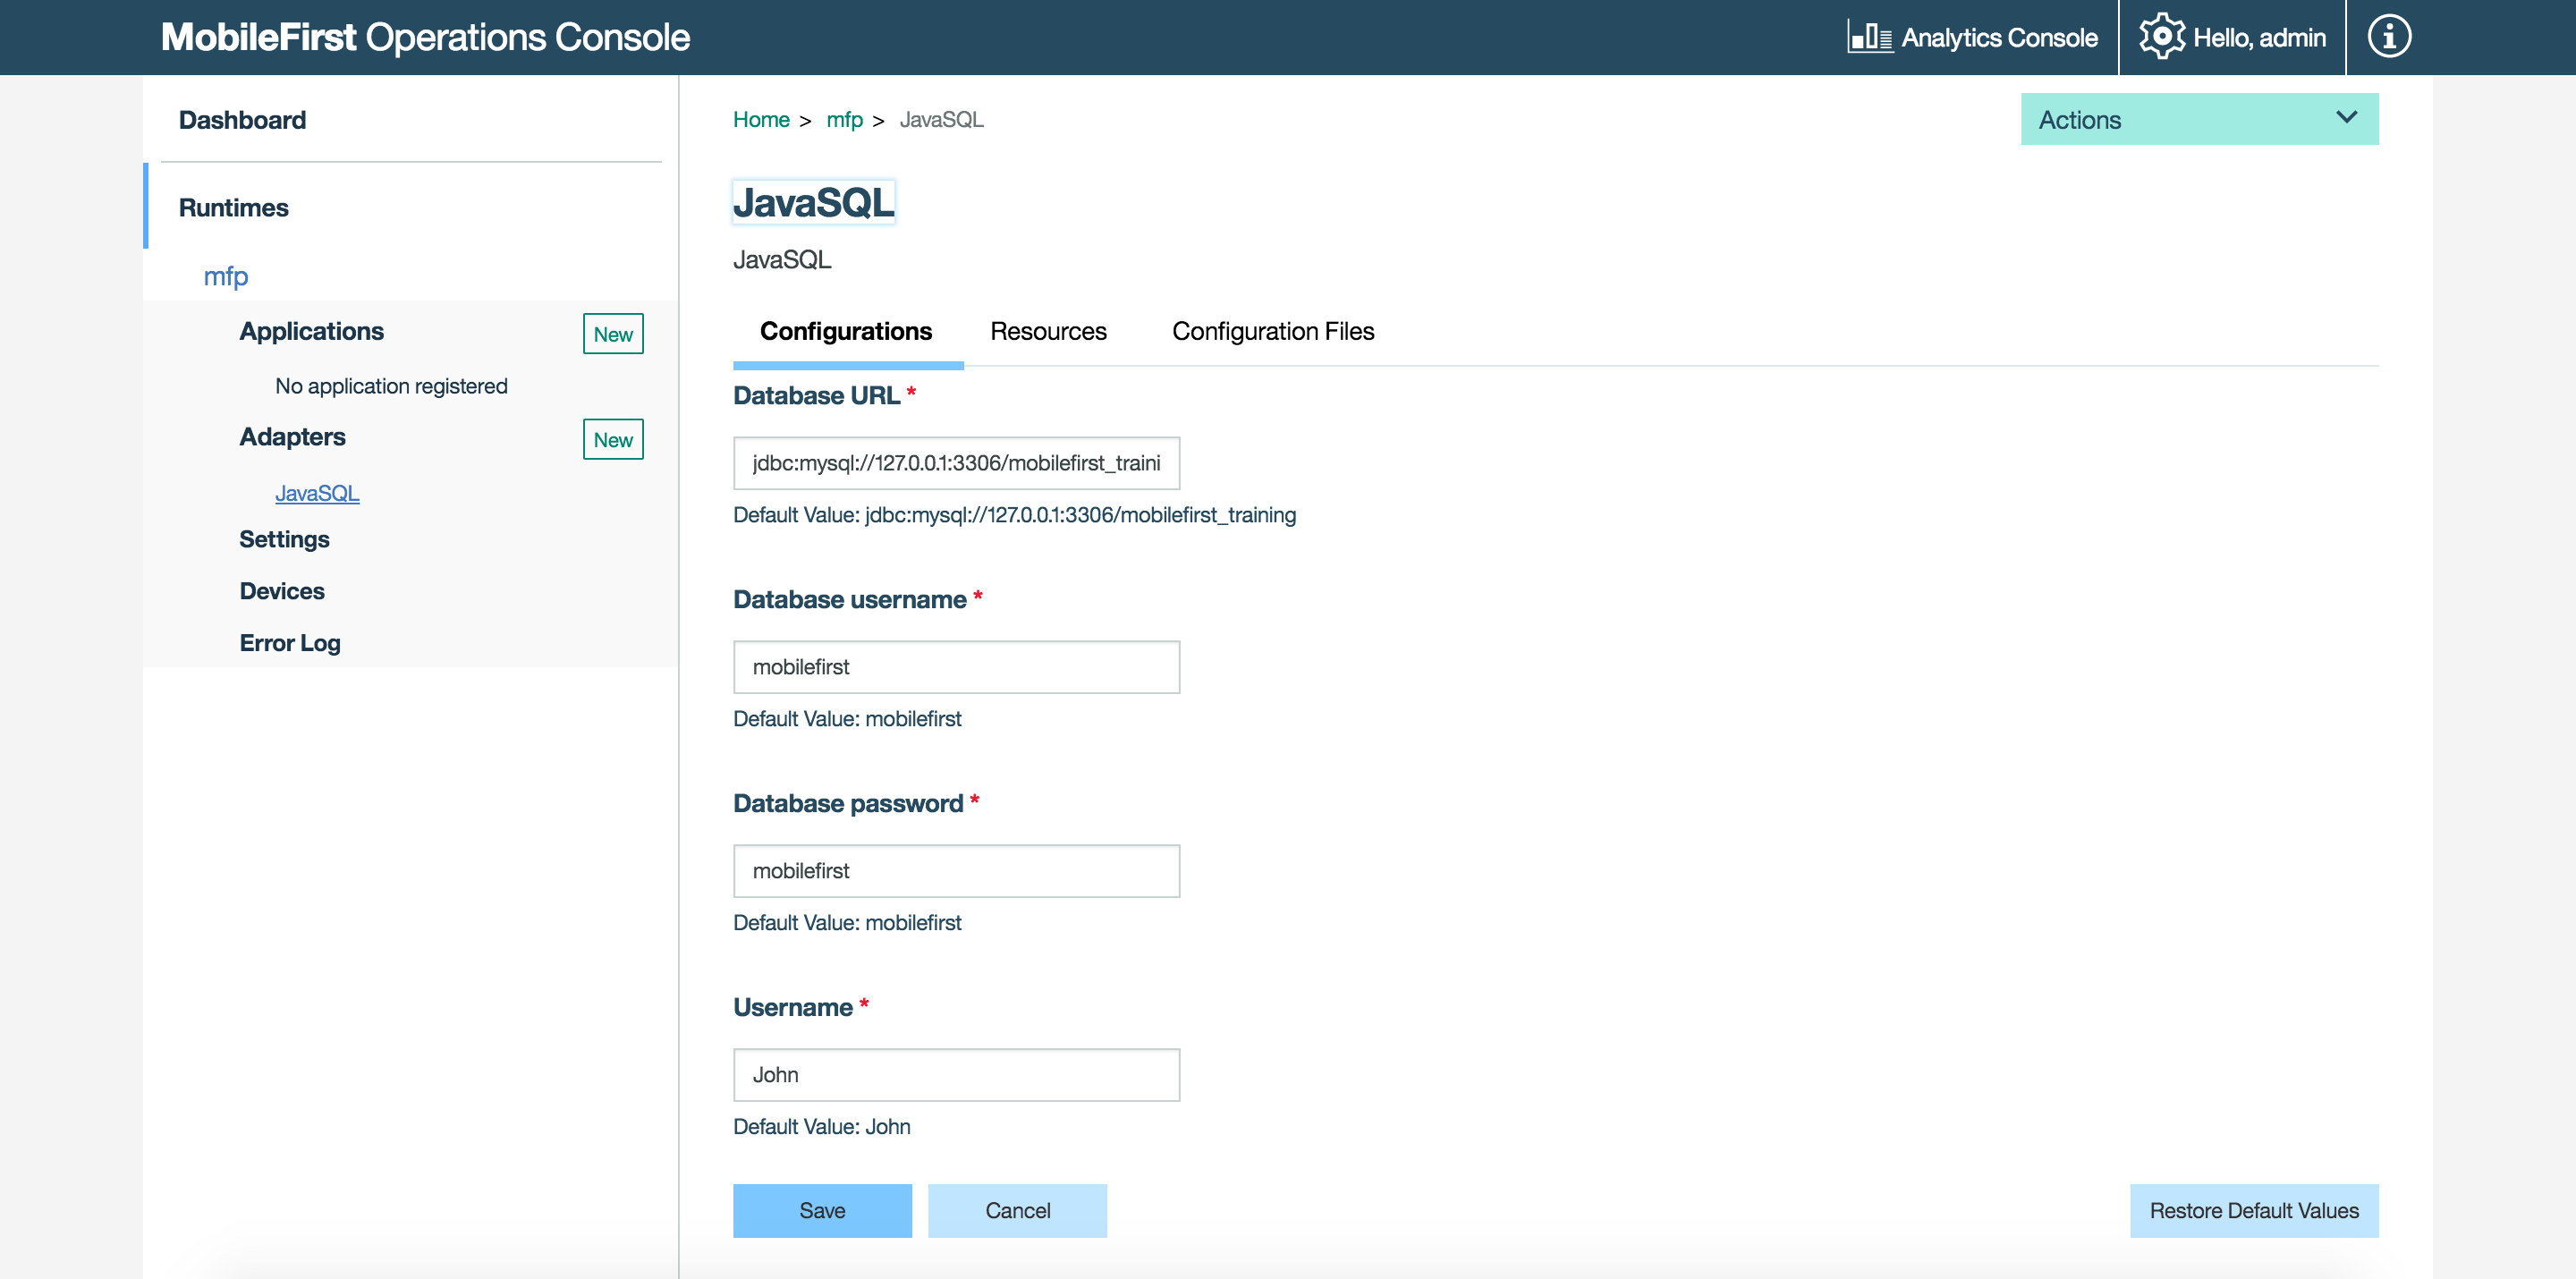 MobileFirst Operations Console
Analytics Console
Hello, admin
Dashboard
Runtimes
mfp
Applications
New
No application registered
Adapters
New
JavaSQL
Settings
Devices
Error Log
Home > mfp > JavaSQL
Actions
JavaSQL
JavaSQL
Configurations Resources Configuration Files
Database URL *
jdbc:mysql://127.0.0.1:3306/mobilefirst_traini
Default Value: jdbc:mysql://127.0.0.1:3306/mobilefirst_training
Database username *
mobilefirst
Default Value: mobilefirst
Database password *
mobilefirst
Default Value: mobilefirst
Username *
John
Default Value: John
Save
Cancel
Restore Default Values